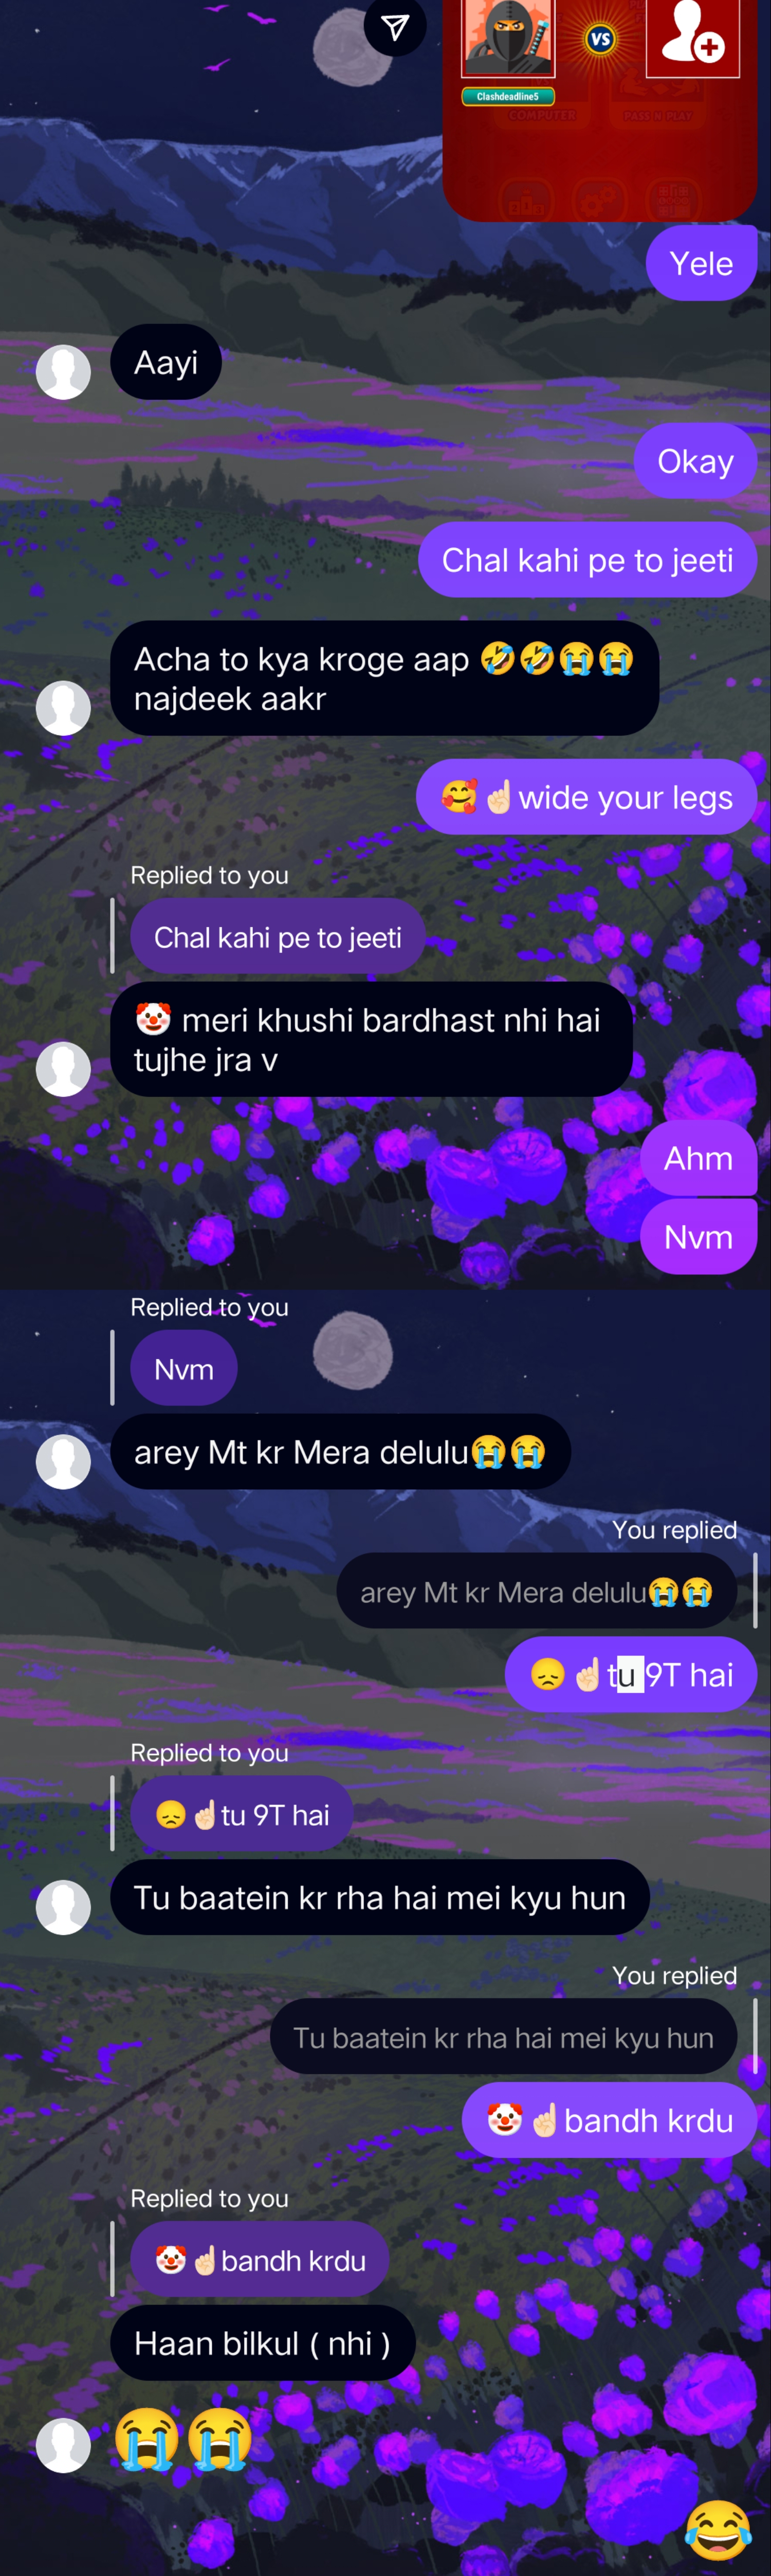 VS
Clashdeadline5
COMPUTER
PASS N PLAY
Yele
Aayi
Okay
Chal kahi pe to jeeti
Acha to kya kroge aap 🤣🤣😭😭
najdeek aakr
🥰☝🏻wide your legs
Replied to you
Chal kahi pe to jeeti
🤡 meri khushi bardhast nhi hai
tujhe jra v
Ahm
Nvm
Replied to you
Nvm
arey Mt kr Mera delulu😭😭
You replied
arey Mt kr Mera delulu😭😭
😞☝🏻tu 9T hai
Replied to you
😞☝🏻tu 9T hai
Tu baatein kr rha hai mei kyu hun
You replied
Tu baatein kr rha hai mei kyu hun
🤡☝🏻bandh krdu
Replied to you
🤡☝🏻bandh krdu
Haan bilkul ( nhi )
😭😭
😂